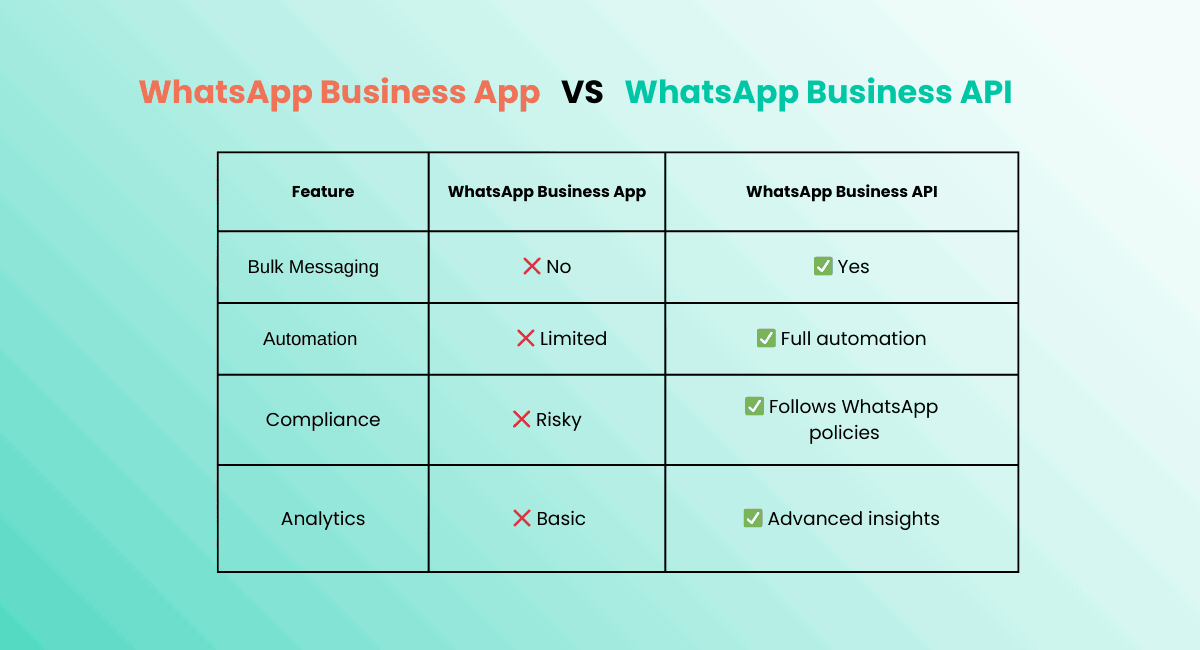 WhatsApp Business App VS WhatsApp Business API
Feature WhatsApp Business App WhatsApp Business API
Bulk Messaging ❌ No ✅ Yes
Automation ❌ Limited ✅ Full automation
Compliance ❌ Risky ✅ Follows WhatsApp
policies
Analytics ❌ Basic ✅ Advanced insights